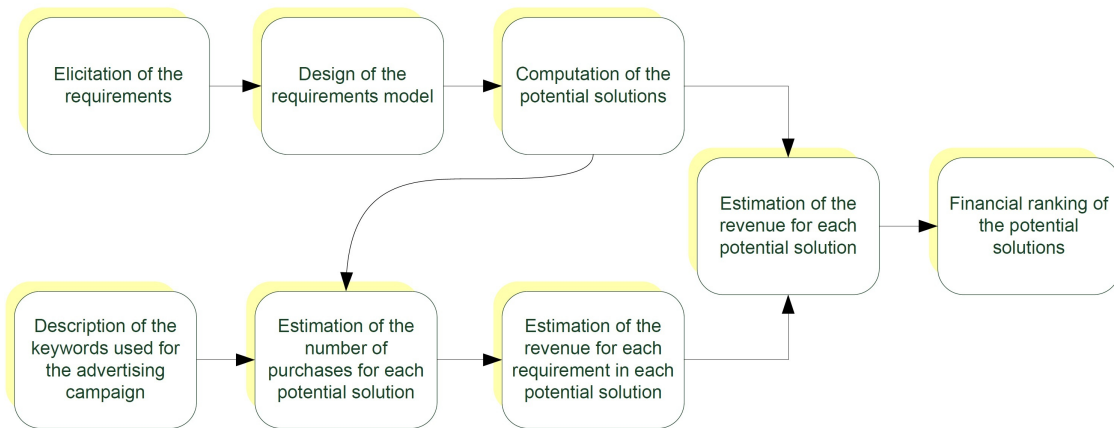 Elicitation of the
requirements
Design of the
requirements model
Computation of the
potential solutions
Estimation of the
revenue for each
potential solution
Financial ranking of
the potential
solutions
Description of the
keywords used for
the advertising
campaign
Estimation of the
number of
purchases for each
potential solution
Estimation of the
revenue for each
requirement in each
potential solution